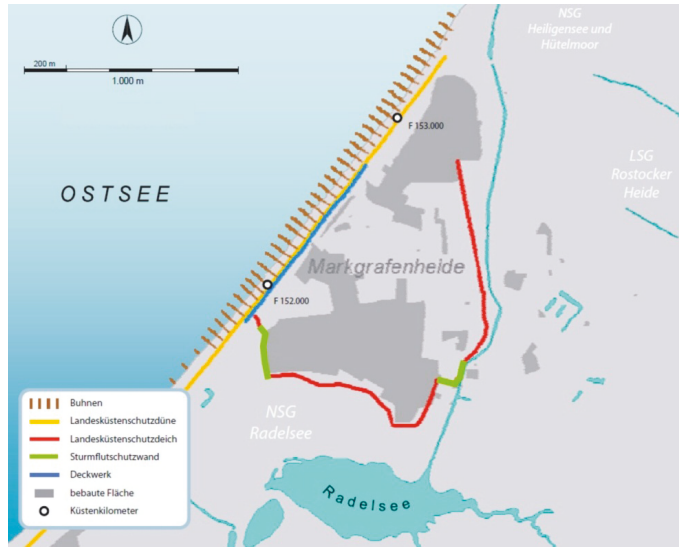 NSG
Heiligensee und
Hütelmoor
200 m
1.000 m
F 153.000
LSG
Rostocker
Heide
OSTSEE
Markgrafenheide
F 152.000
NSG
Radelsee
Buhnen
Landesküstenschutzdüne
Landesküstenschutzdeich
Sturmflutschutzwand
Deckwerk
bebaute Fläche
Küstenkilometer
Radelsee